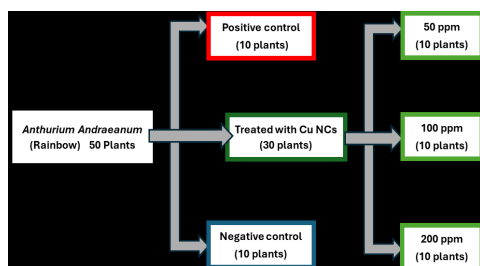 Positive control
(10 plants)
50 ppm
(10 plants)
Anthurium Andraeanum
(Rainbow) 50 Plants
Treated with Cu NCs
(30 plants)
100 ppm
(10 plants)
Negative control
(10 plants)
200 ppm
(10 plants)